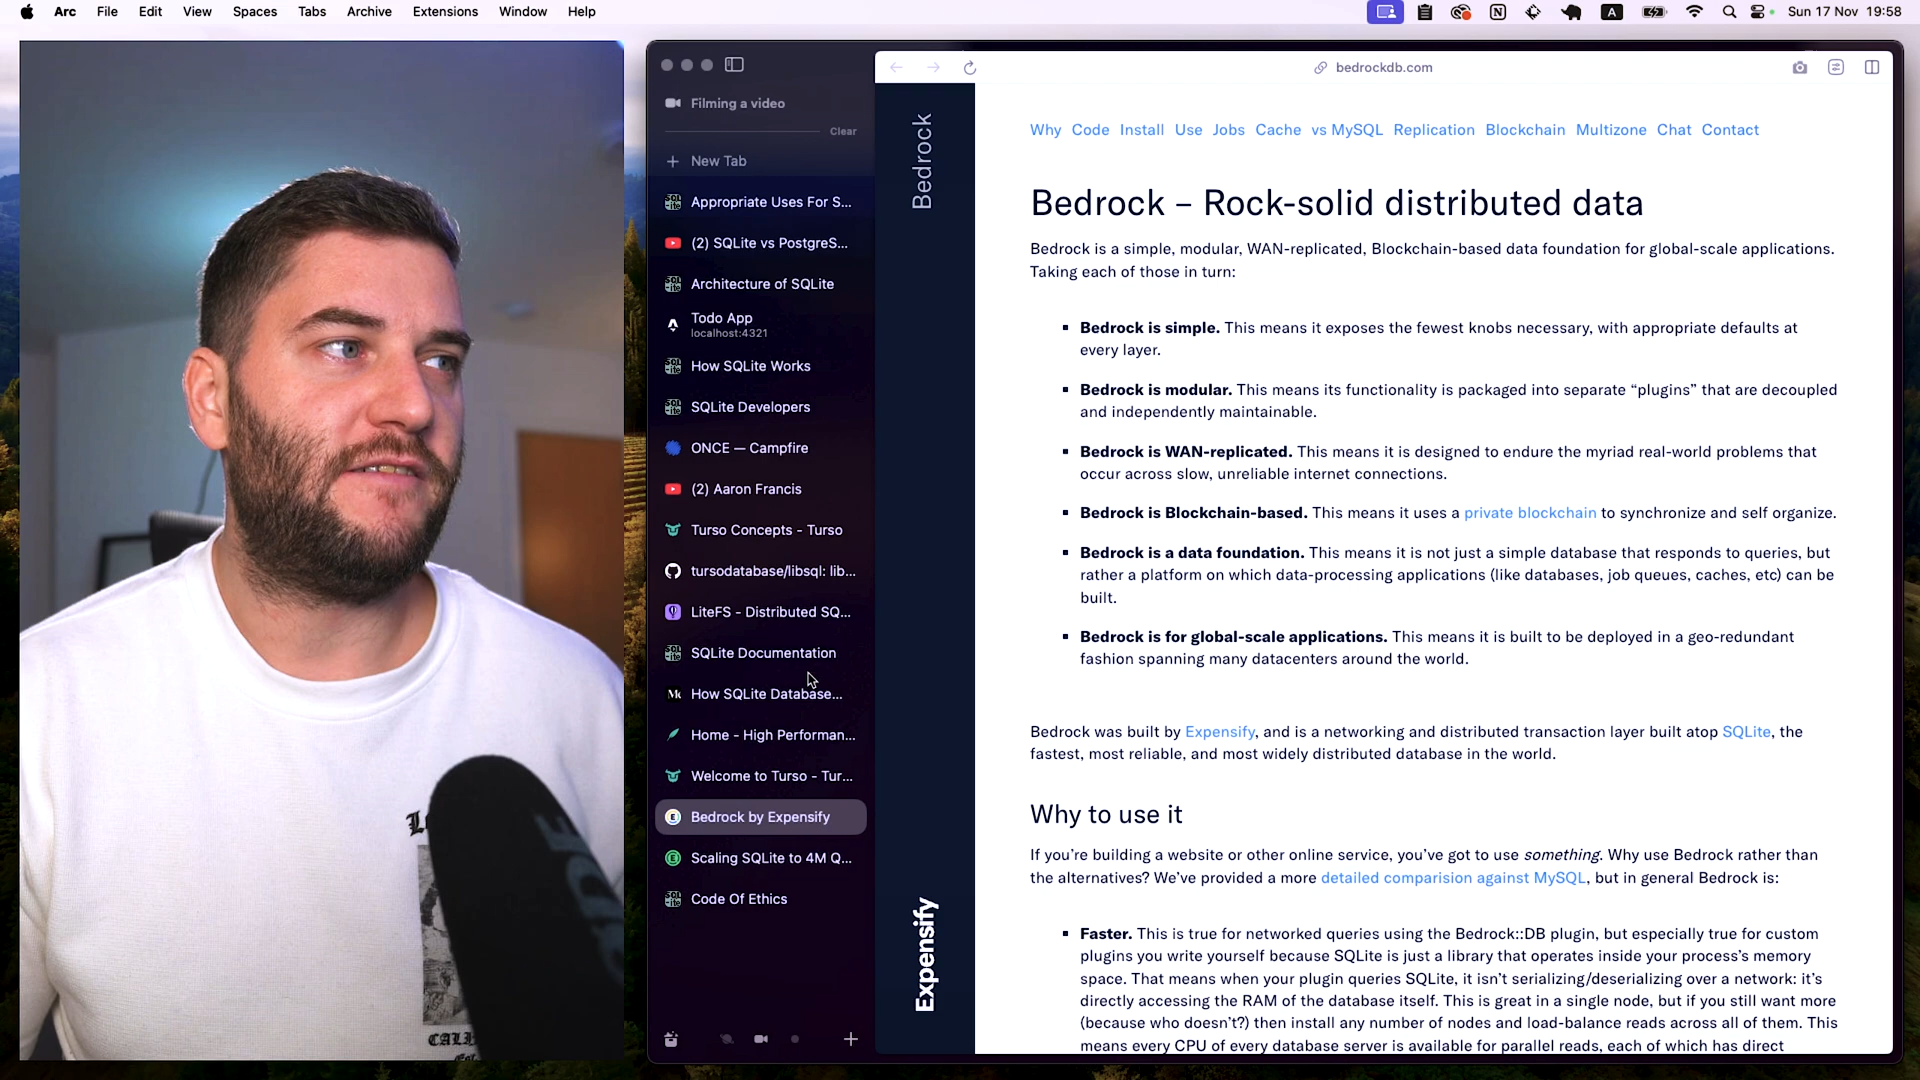 Arc File Edit View Spaces Tabs Archive Extensions Window Help
A Sun 17 Nov 19:58
Filming a video
Clear
New Tab
Appropriate Uses For S...
(2) SQLite vs PostgreS...
Architecture of SQLite
Todo App
localhost:4321
How SQLite Works
SQLite Developers
ONCE — Campfire
(2) Aaron Francis
Turso Concepts - Turso
tursodatabase/libsql: lib...
LiteFS - Distributed SQ...
SQLite Documentation
How SQLite Database...
Home - High Performan...
Welcome to Turso - Tur...
Bedrock by Expensify
Scaling SQLite to 4M Q...
Code Of Ethics
bedrockdb.com
Bedrock
Expensify
Why Code Install Use Jobs Cache vs MySQL Replication Blockchain Multizone Chat Contact
Bedrock – Rock-solid distributed data
Bedrock is a simple, modular, WAN-replicated, Blockchain-based data foundation for global-scale applications.
Taking each of those in turn:
Bedrock is simple. This means it exposes the fewest knobs necessary, with appropriate defaults at
every layer.
Bedrock is modular. This means its functionality is packaged into separate “plugins” that are decoupled
and independently maintainable.
Bedrock is WAN-replicated. This means it is designed to endure the myriad real-world problems that
occur across slow, unreliable internet connections.
Bedrock is Blockchain-based. This means it uses a private blockchain to synchronize and self organize.
Bedrock is a data foundation. This means it is not just a simple database that responds to queries, but
rather a platform on which data-processing applications (like databases, job queues, caches, etc) can be
built.
Bedrock is for global-scale applications. This means it is built to be deployed in a geo-redundant
fashion spanning many datacenters around the world.
Bedrock was built by Expensify, and is a networking and distributed transaction layer built atop SQLite, the
fastest, most reliable, and most widely distributed database in the world.
Why to use it
If you’re building a website or other online service, you’ve got to use something. Why use Bedrock rather than
the alternatives? We’ve provided a more detailed comparision against MySQL, but in general Bedrock is:
Faster. This is true for networked queries using the Bedrock::DB plugin, but especially true for custom
plugins you write yourself because SQLite is just a library that operates inside your process’s memory
space. That means when your plugin queries SQLite, it isn’t serializing/deserializing over a network: it’s
directly accessing the RAM of the database itself. This is great in a single node, but if you still want more
(because who doesn’t?) then install any number of nodes and load-balance reads across all of them. This
means every CPU of every database server is available for parallel reads, each of which has direct